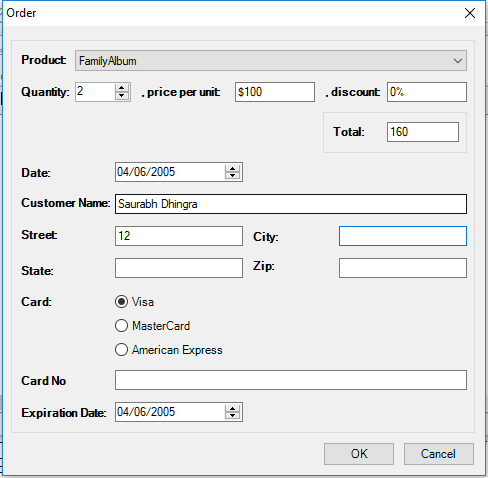 Order
Product: FamilyAlbum
Quantity: 2 , price per unit: $100 , discount: 0%
Total: 160
Date: 04/06/2005
Customer Name: Saurabh Dhingra
Street: 12 City:
State: Zip:
Card: Visa
MasterCard
American Express
Card No
Expiration Date: 04/06/2005
OK Cancel